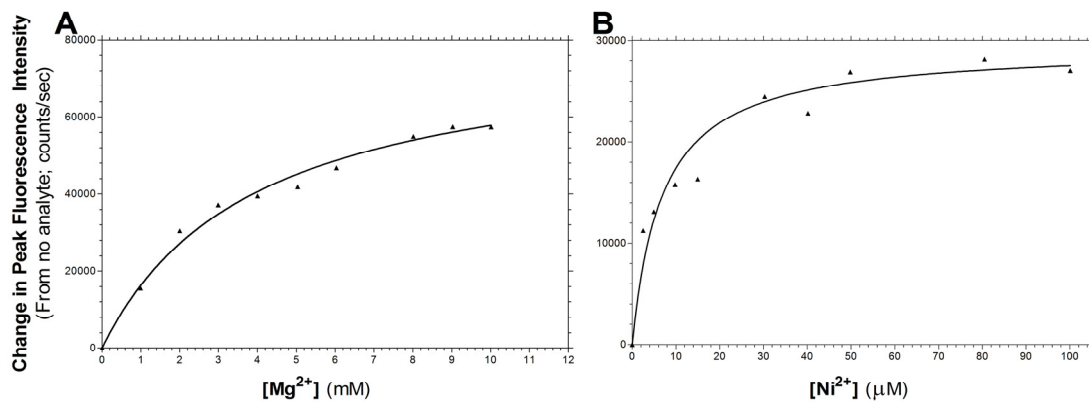 A
B
Change in Peak Fluorescence Intensity
(From no analyte; counts/sec)
80000
60000
40000
20000
0
0 1 2 3 4 5 6 7 8 9 10 11 12
[Mg²⁺] (mM)
30000
20000
10000
0
0 10 20 30 40 50 60 70 80 90 100
[Ni²⁺] (μM)